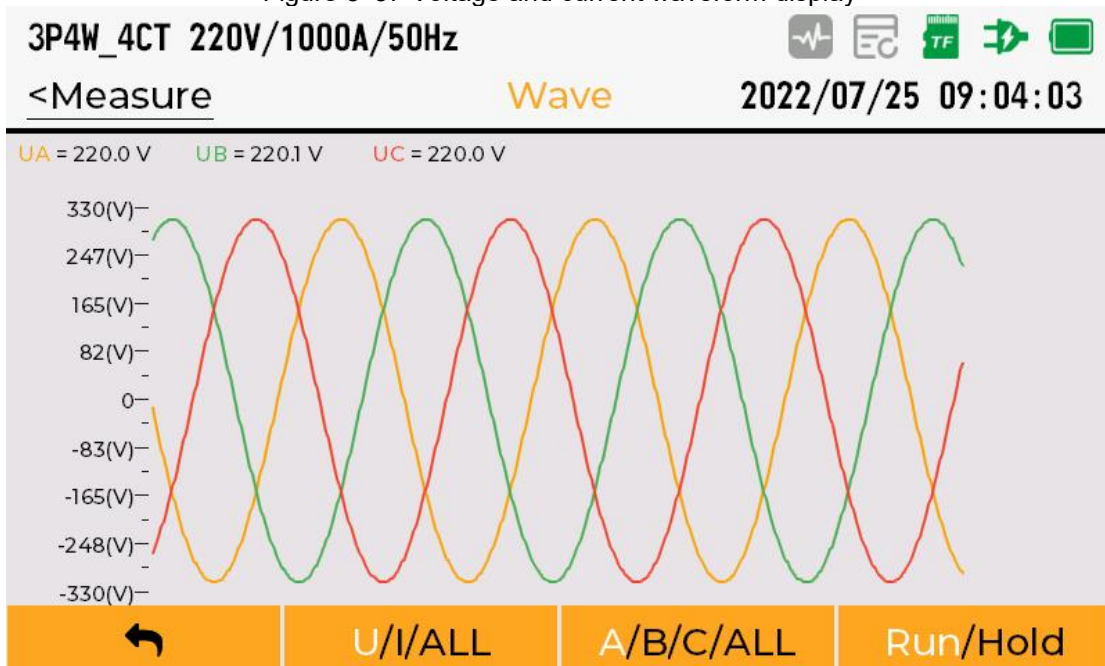 3P4W_4CT 220V/1000A/50Hz
TF
<Measure Wave 2022/07/25 09:04:03
UA = 220.0 V UB = 220.1 V UC = 220.0 V
330(V)
247(V)
165(V)
82(V)
0
-83(V)
-165(V)
-248(V)
-330(V)
U/I/ALL A/B/C/ALL Run/Hold